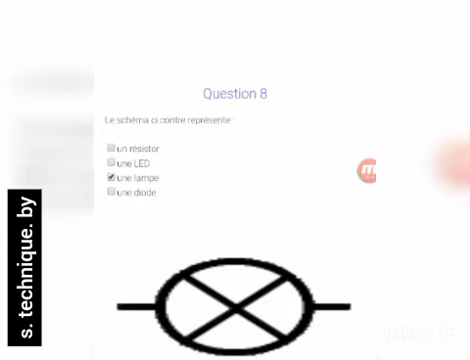 Question 8
Le schéma ci contre représente
un résistor
une LED
une lampe
une diode
s. technique. by